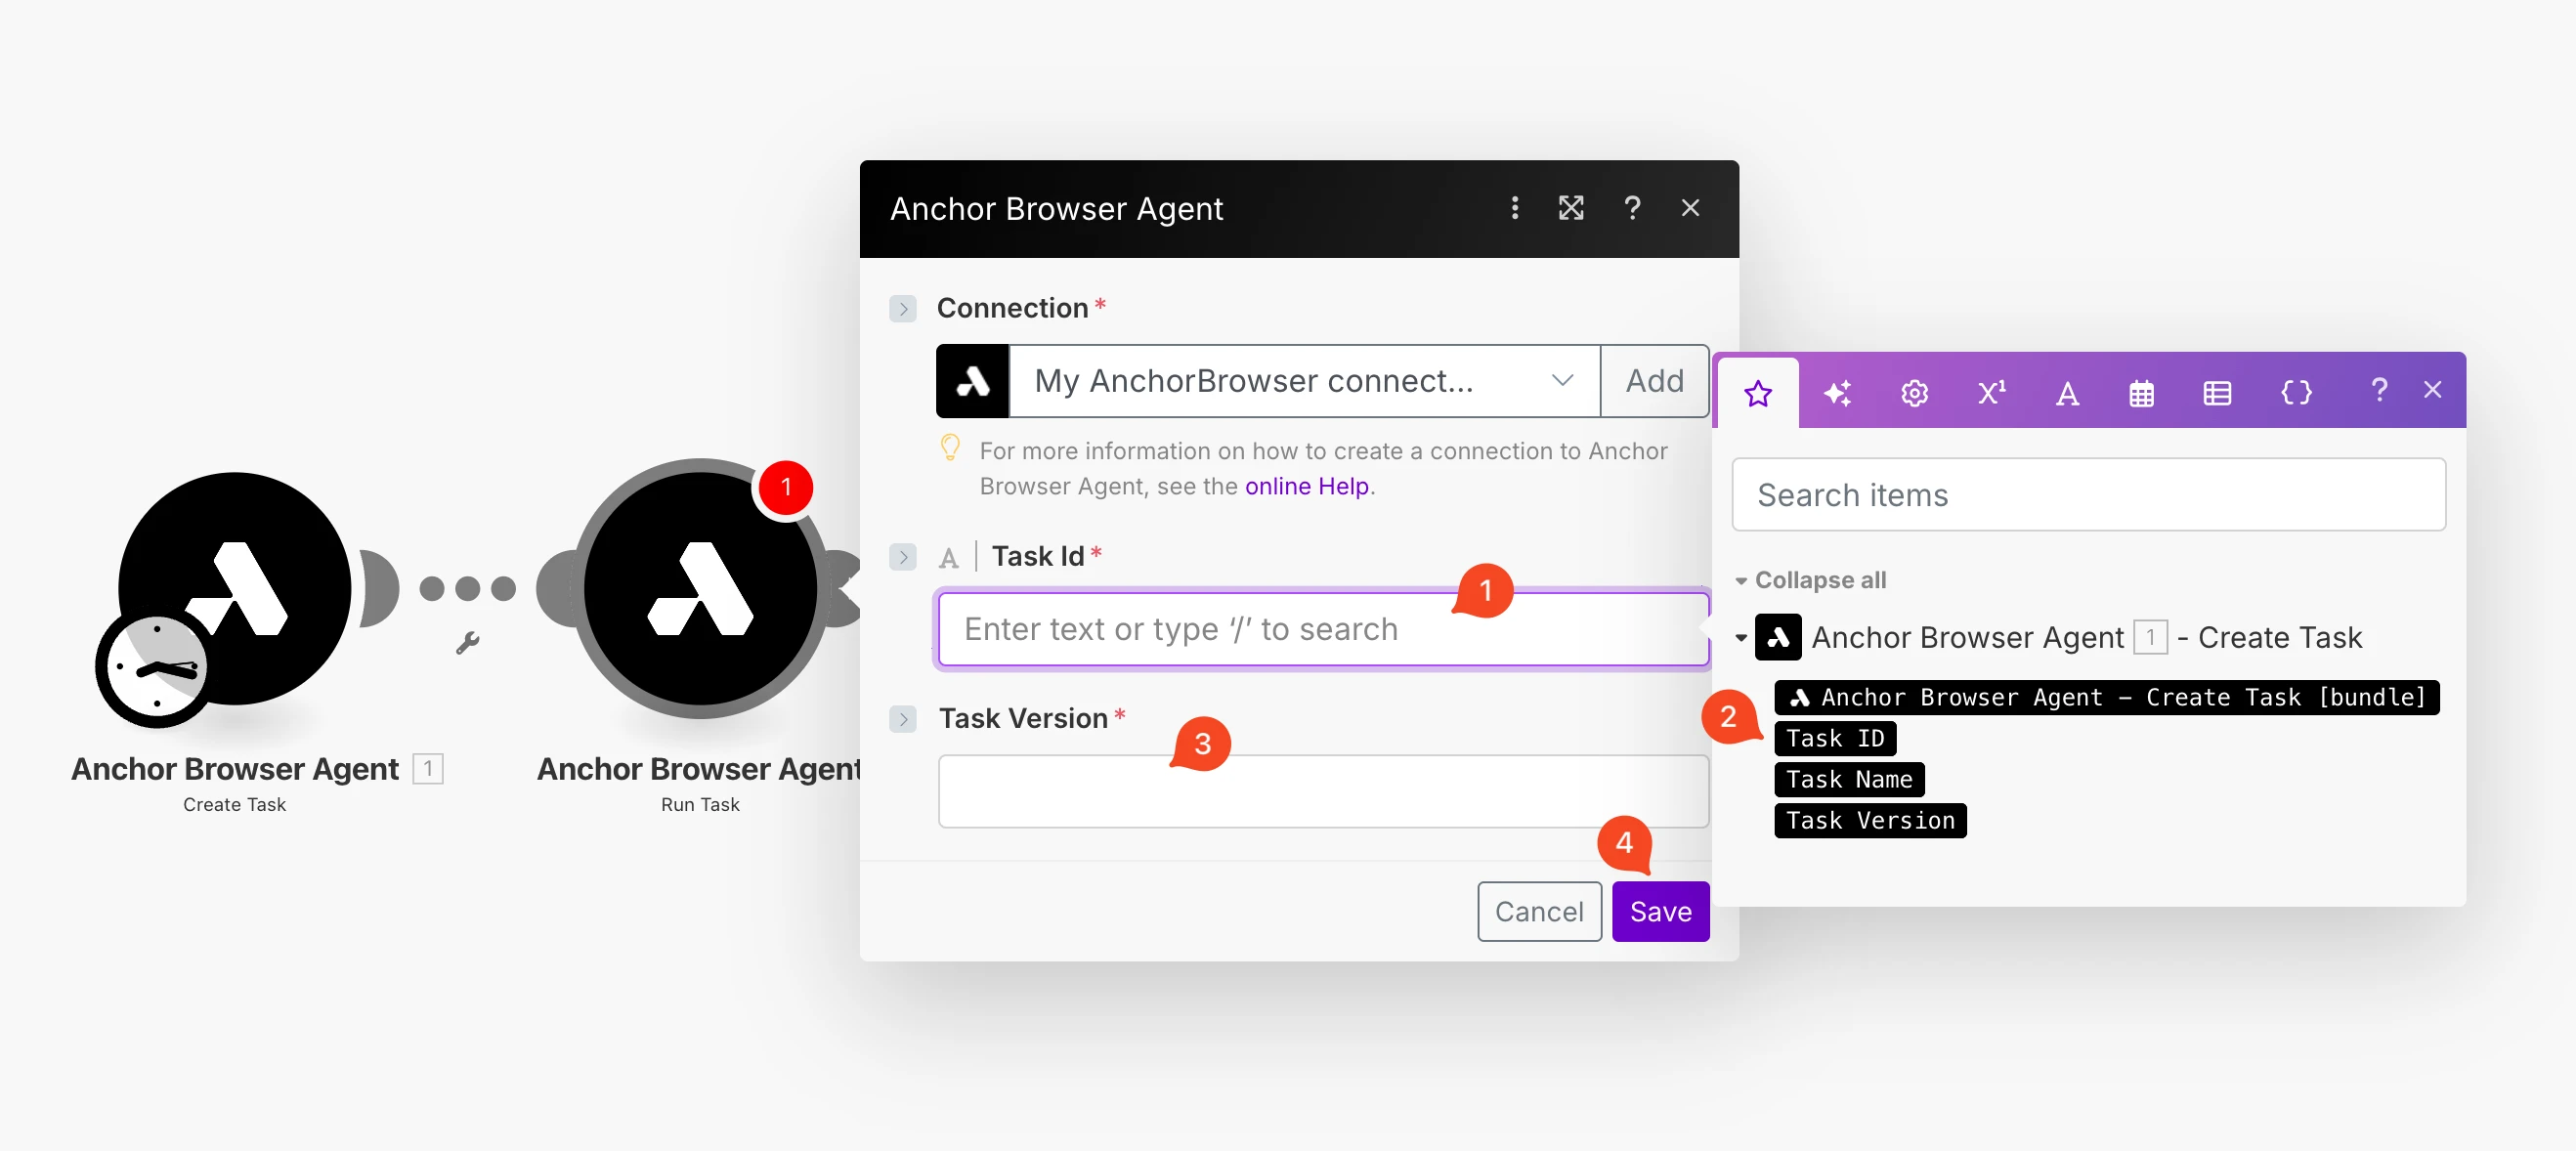 Anchor Browser Agent 1
Create Task
1
Anchor Browser Agent
Run Task
Anchor Browser Agent
?
Connection *
My AnchorBrowser connect...
Add
For more information on how to create a connection to Anchor
Browser Agent, see the online Help.
A | Task Id *
1
Enter text or type ‘/’ to search
Task Version *
3
4
Cancel
Save
X¹
A
{}
?
Search items
Collapse all
Anchor Browser Agent 1 - Create Task
2
Anchor Browser Agent – Create Task [bundle]
Task ID
Task Name
Task Version